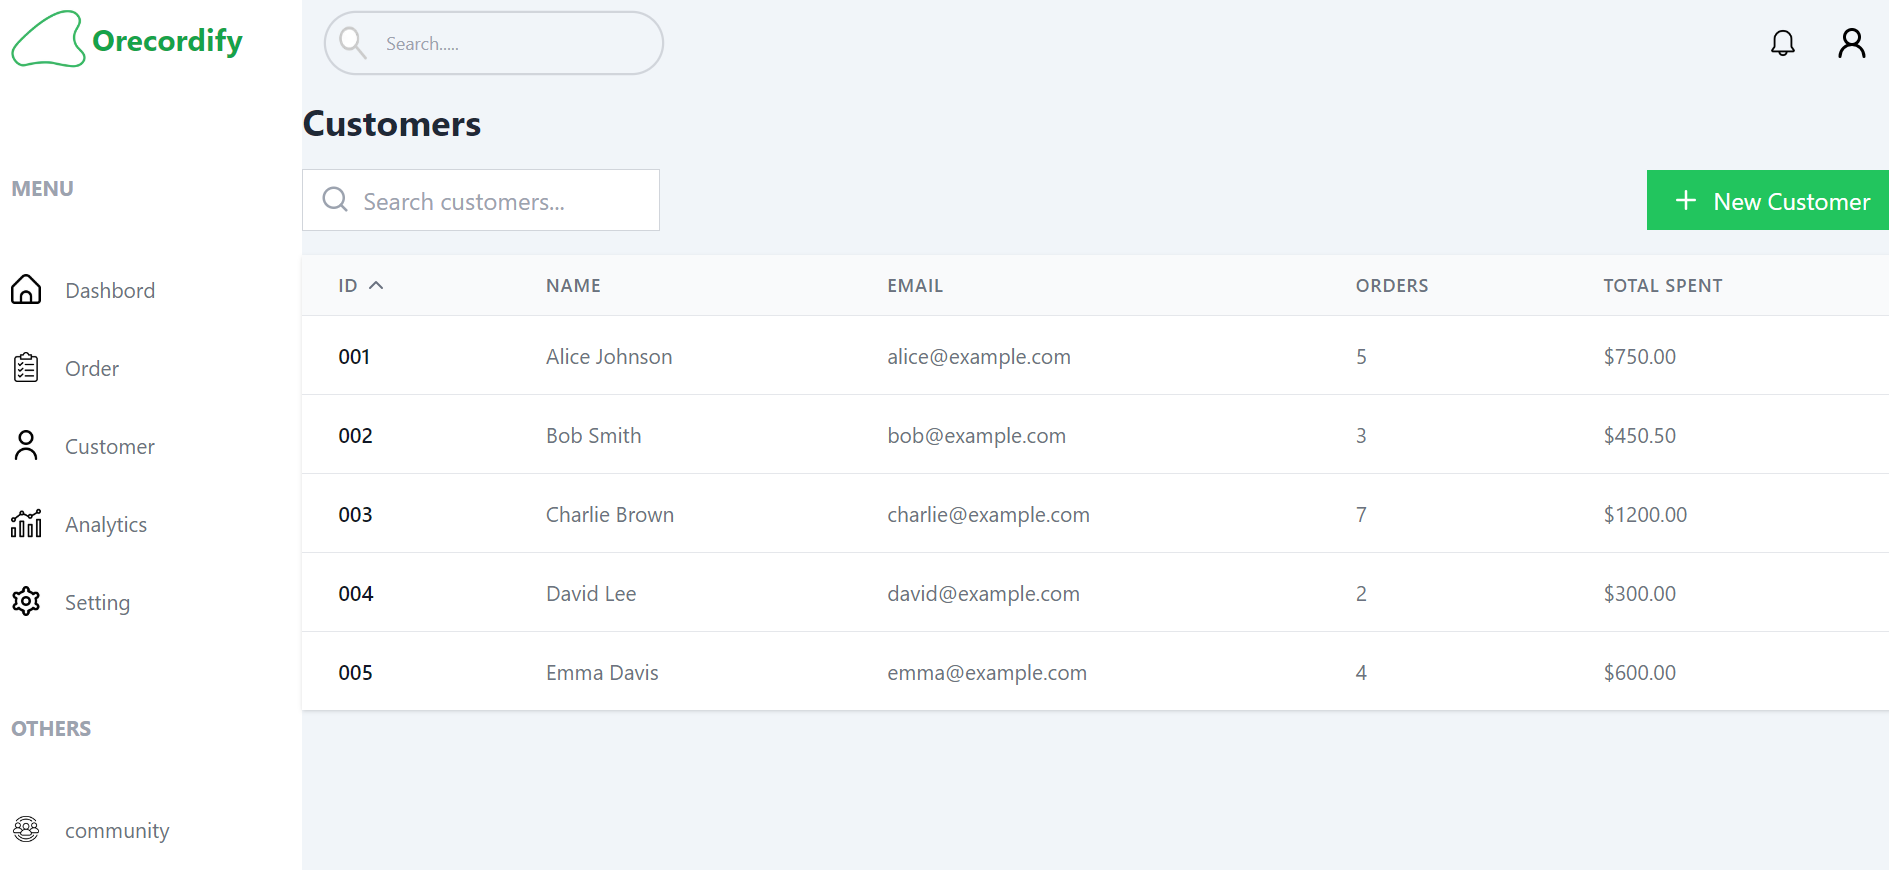 Orecordify
Search.....
Customers
MENU
Search customers...
New Customer
ID NAME EMAIL ORDERS TOTAL SPENT
Dashbord
001 Alice Johnson alice@example.com 5 $750.00
Order
002 Bob Smith bob@example.com 3 $450.50
Customer
003 Charlie Brown charlie@example.com 7 $1200.00
Analytics
004 David Lee david@example.com 2 $300.00
Setting
005 Emma Davis emma@example.com 4 $600.00
OTHERS
community